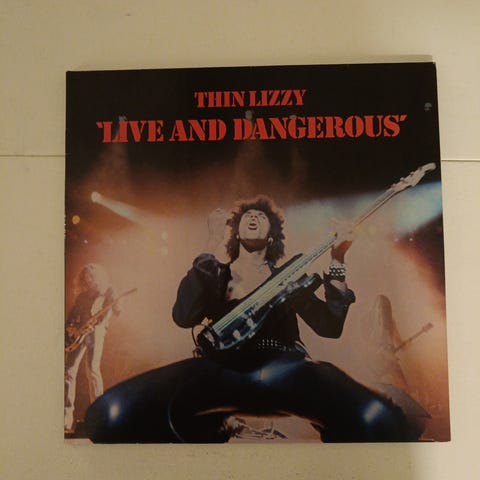 THIN LIZZY
'LIVE AND DANGEROUS'